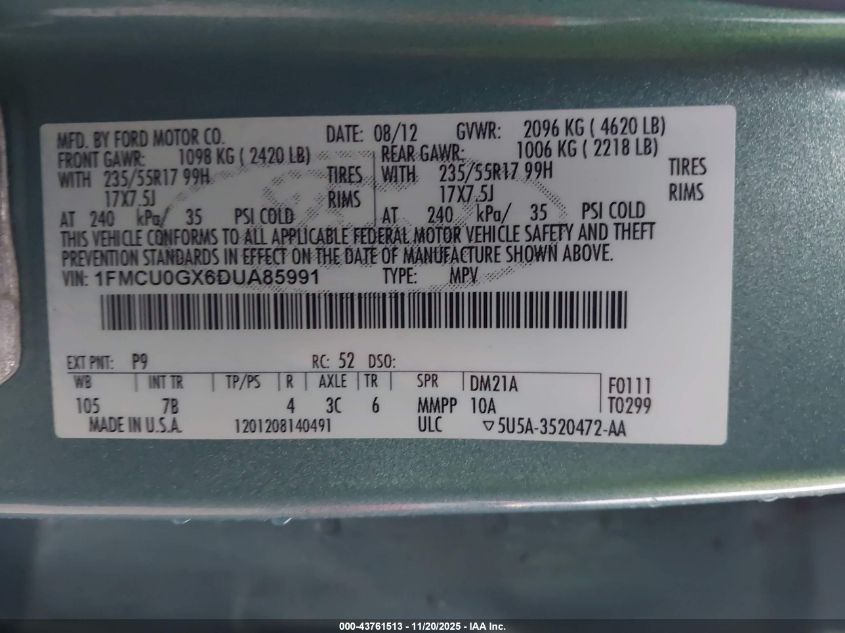 MFD. BY FORD MOTOR CO. DATE: 08/12 GVWR: 2096 KG ( 4620 LB)
FRONT GAWR: 1098 KG ( 2420 LB) REAR GAWR: 1006 KG ( 2218 LB)
WITH 235/55R17 99H TIRES WITH 235/55R17 99H TIRES
17X7.5J RIMS 17X7.5J RIMS
AT 240 kPa/ 35 PSI COLD AT 240 kPa/ 35 PSI COLD
THIS VEHICLE CONFORMS TO ALL APPLICABLE FEDERAL MOTOR VEHICLE SAFETY AND THEFT
PREVENTION STANDARDS IN EFFECT ON THE DATE OF MANUFACTURE SHOWN ABOVE.
VIN: 1FMCU0GX6DUA85991 TYPE: MPV
EXT PNT: P9 RC: 52 DSO:
WB INT TR TP/PS R AXLE TR SPR DM21A F0111
105 7B 4 3C 6 MMPP 10A T0299
MADE IN U.S.A. 1201208140491 ULC ▽5U5A-3520472-AA
000-43761513 - 11/20/2025 - IAA Inc.